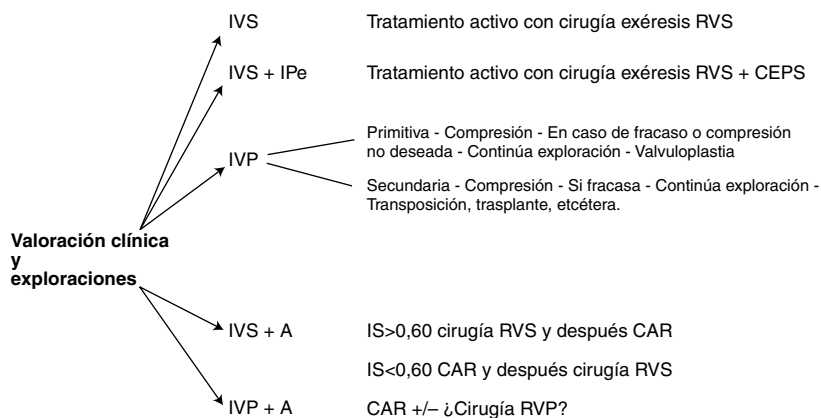 IVS Tratamiento activo con cirugía exéresis RVS
IVS + IPe Tratamiento activo con cirugía exéresis RVS + CEPS
IVP
Primitiva - Compresión - En caso de fracaso o compresión
no deseada - Continúa exploración - Valvuloplastia
Secundaria - Compresión - Si fracasa - Continúa exploración -
Transposición, trasplante, etcétera.
Valoración clínica
y
exploraciones
IVS + A IS>0,60 cirugía RVS y después CAR
IS<0,60 CAR y después cirugía RVS
IVP + A CAR +/– ¿Cirugía RVP?